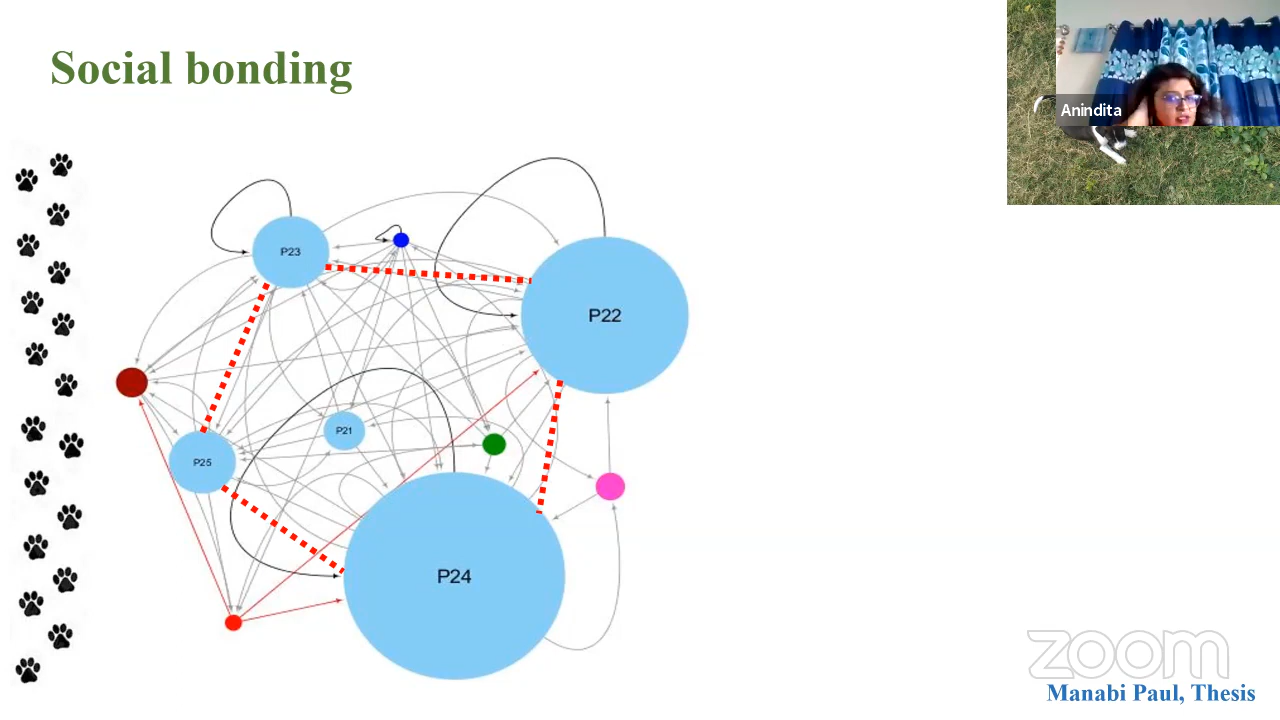 Social bonding
Anindita
P23
P22
P21
P25
P24
zoom
Manabi Paul, Thesis